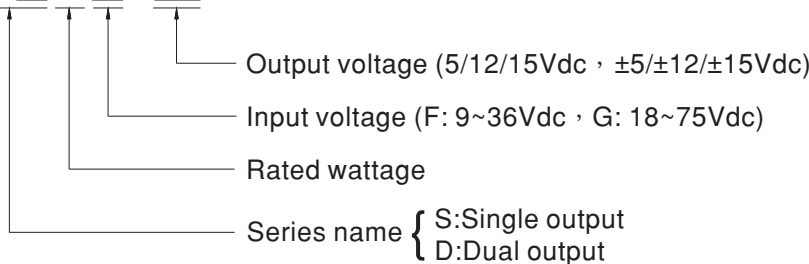 Output voltage (5/12/15Vdc，±5/±12/±15Vdc)
Input voltage (F: 9~36Vdc，G: 18~75Vdc)
Rated wattage
Series name { S:Single output
D:Dual output